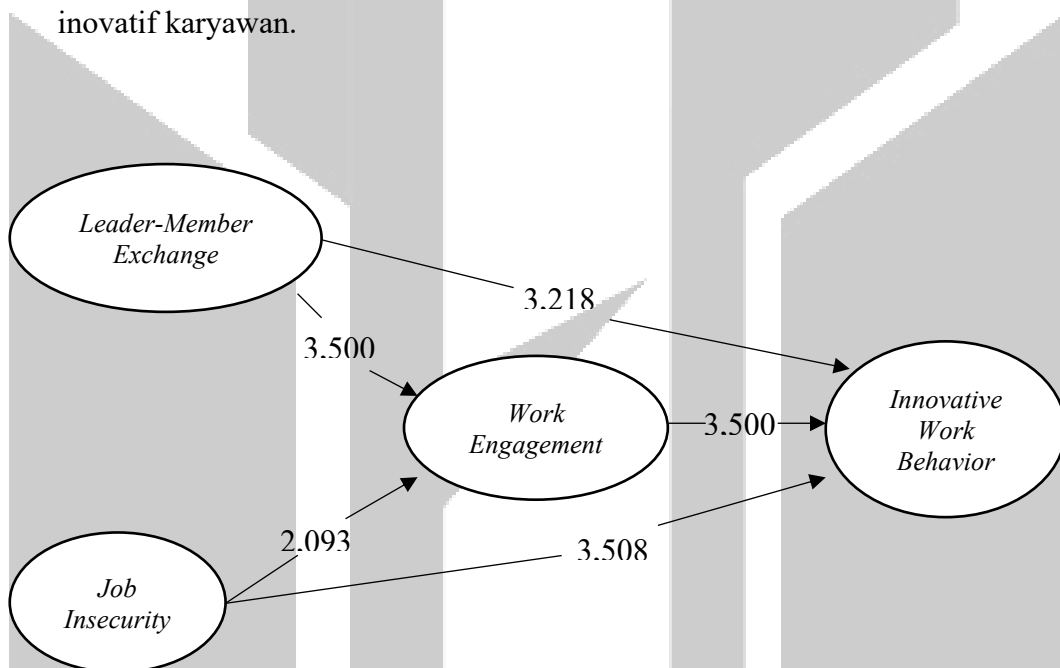 inovatif karyawan.
Leader-Member
Exchange
3.218
3.500
Work
Engagement
3.500
Innovative
Work
Behavior
2.093
3.508
Job
Insecurity